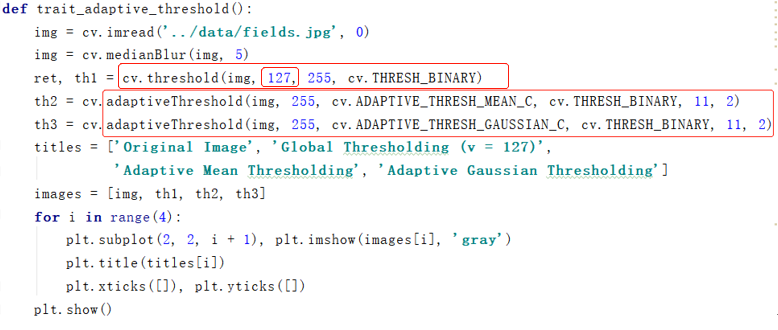 def trait_adaptive_threshold():
    img = cv.imread('../data/fields.jpg', 0)
    img = cv.medianBlur(img, 5)
    ret, th1 = cv.threshold(img, 127, 255, cv.THRESH_BINARY)
    th2 = cv.adaptiveThreshold(img, 255, cv.ADAPTIVE_THRESH_MEAN_C, cv.THRESH_BINARY, 11, 2)
    th3 = cv.adaptiveThreshold(img, 255, cv.ADAPTIVE_THRESH_GAUSSIAN_C, cv.THRESH_BINARY, 11, 2)
    titles = ['Original Image', 'Global Thresholding (v = 127)',
              'Adaptive Mean Thresholding', 'Adaptive Gaussian Thresholding']
    images = [img, th1, th2, th3]
    for i in range(4):
        plt.subplot(2, 2, i + 1), plt.imshow(images[i], 'gray')
        plt.title(titles[i])
        plt.xticks([]), plt.yticks([])
    plt.show()